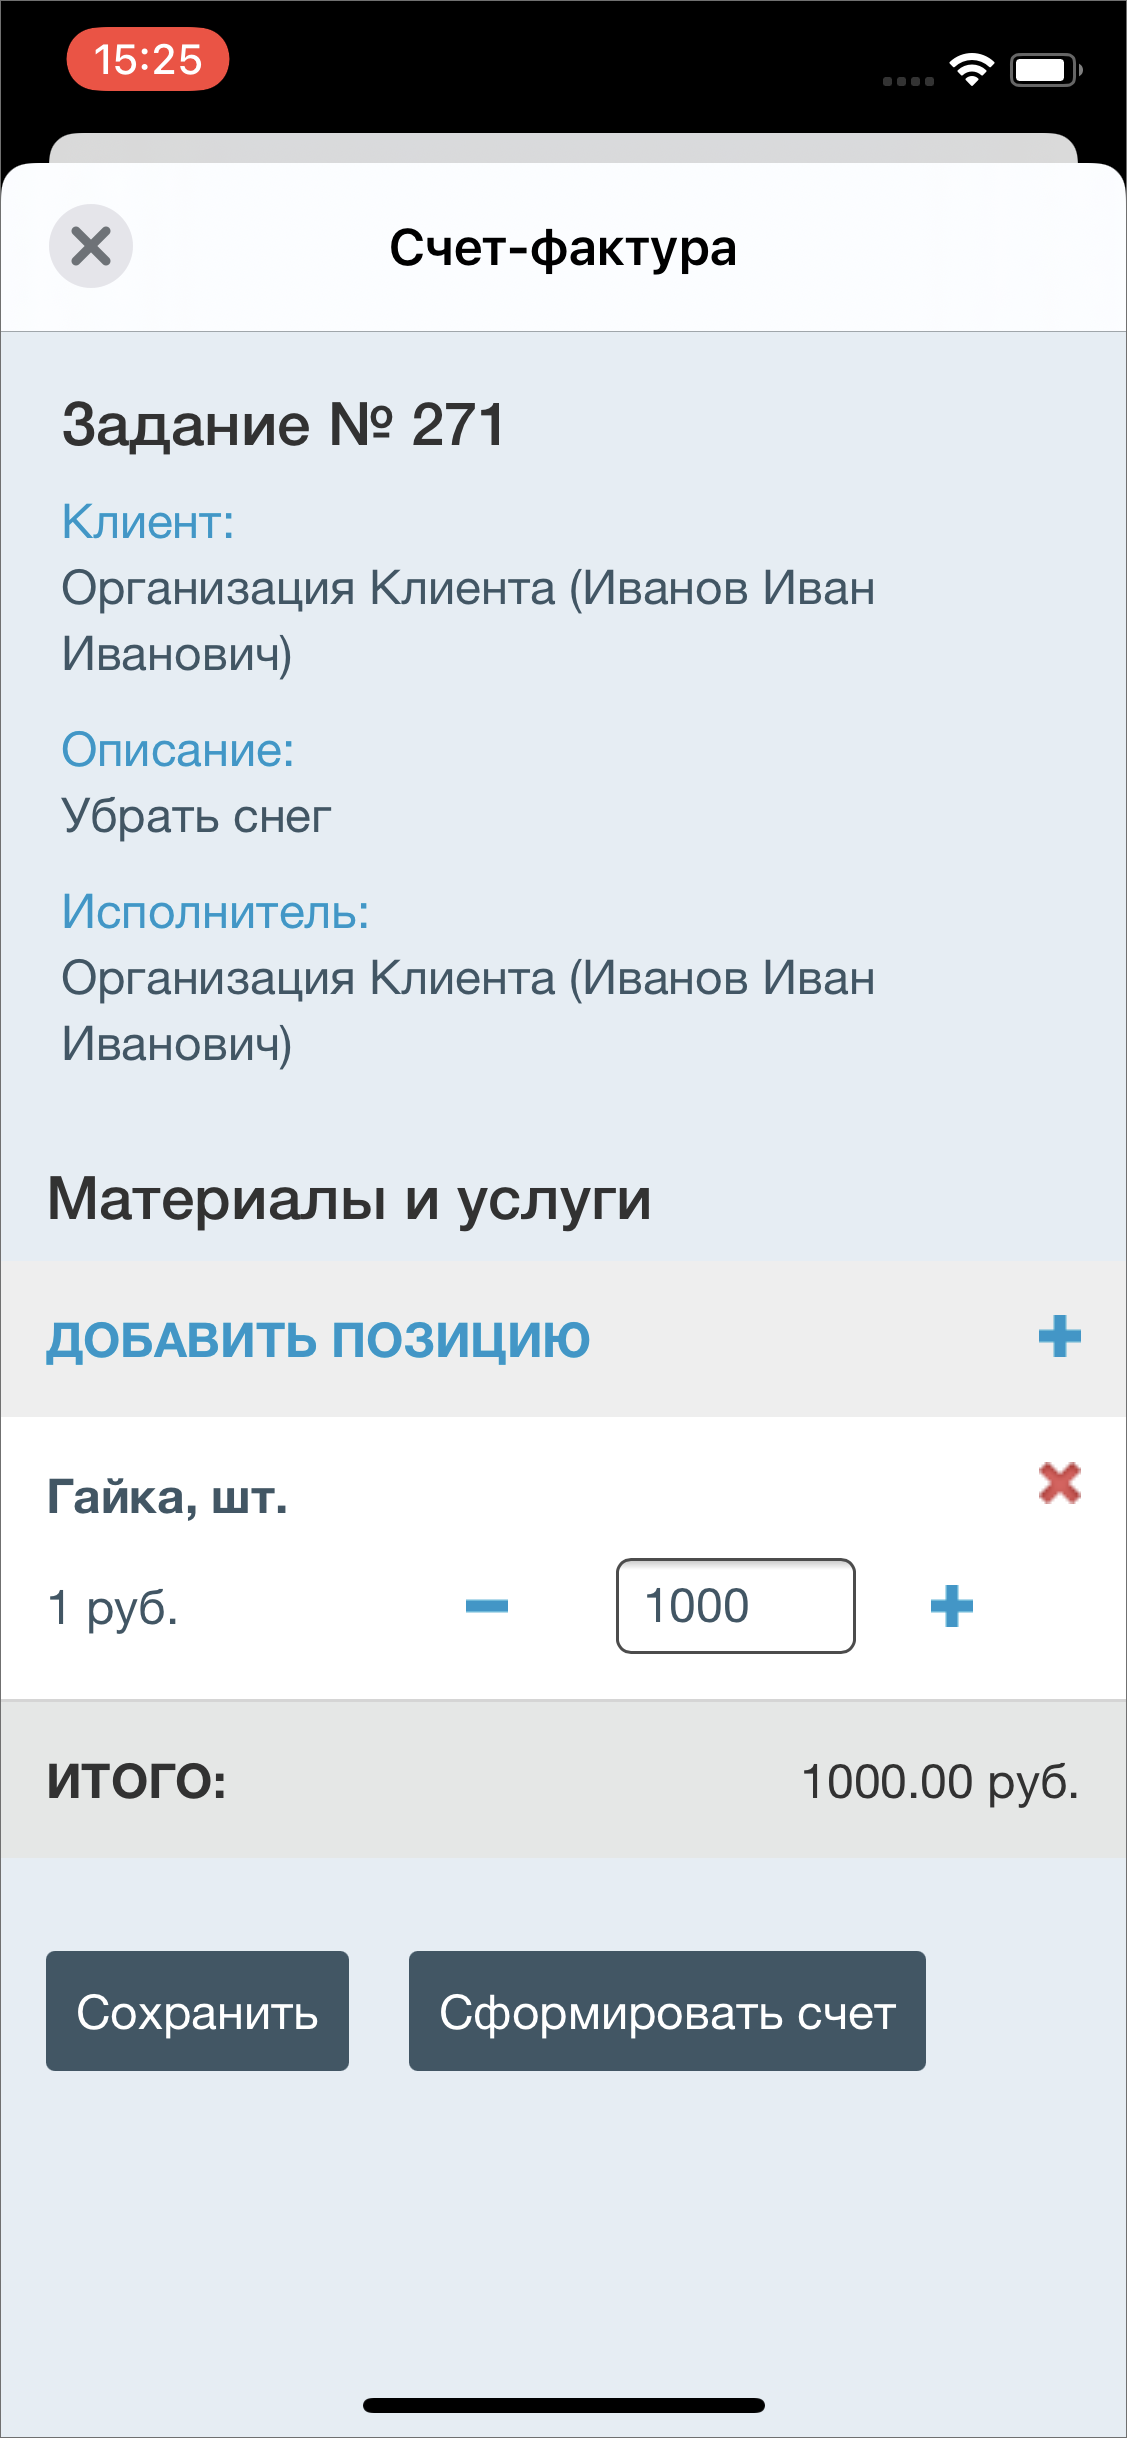 15:25
Счет-фактура
Задание № 271
Клиент:
Организация Клиента (Иванов Иван
Иванович)
Описание:
Убрать снег
Исполнитель:
Организация Клиента (Иванов Иван
Иванович)
Материалы и услуги
ДОБАВИТЬ ПОЗИЦИЮ
Гайка, шт.
1 руб. 1000
ИТОГО: 1000.00 руб.
Сохранить Сформировать счет